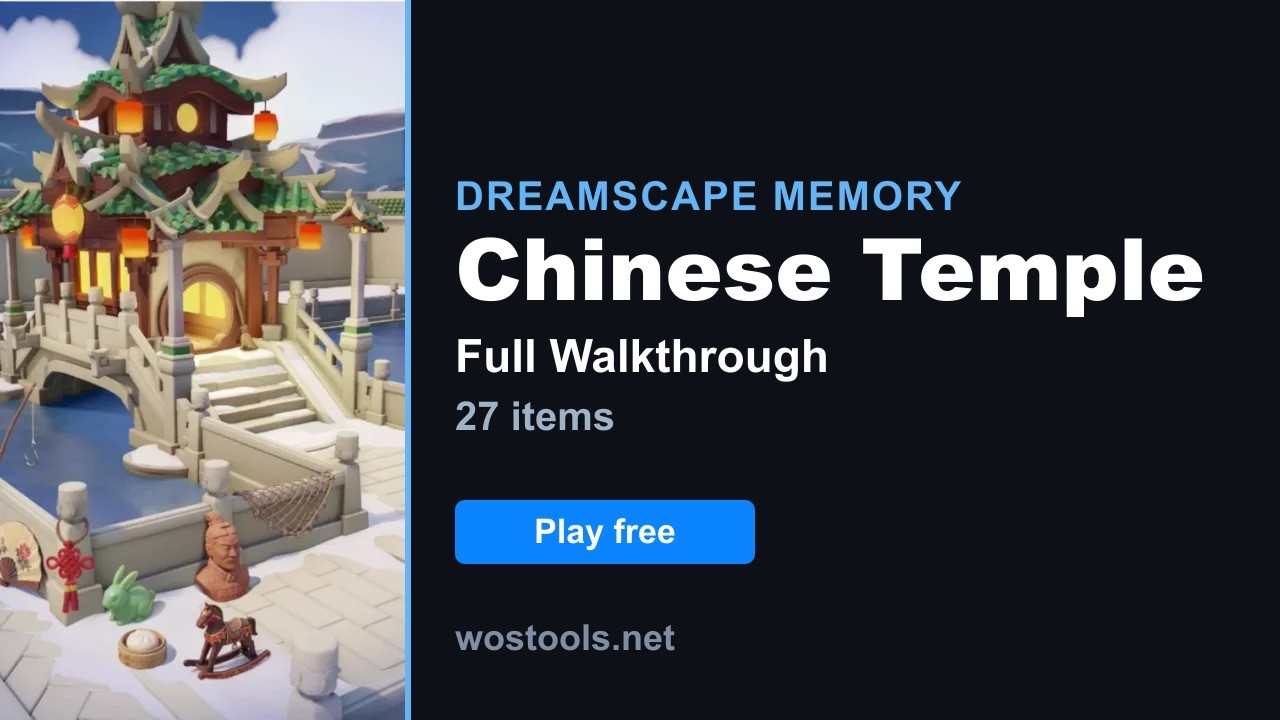 DREAMSCAPE MEMORY
Chinese Temple
Full Walkthrough
27 items
Play free
wostools.net